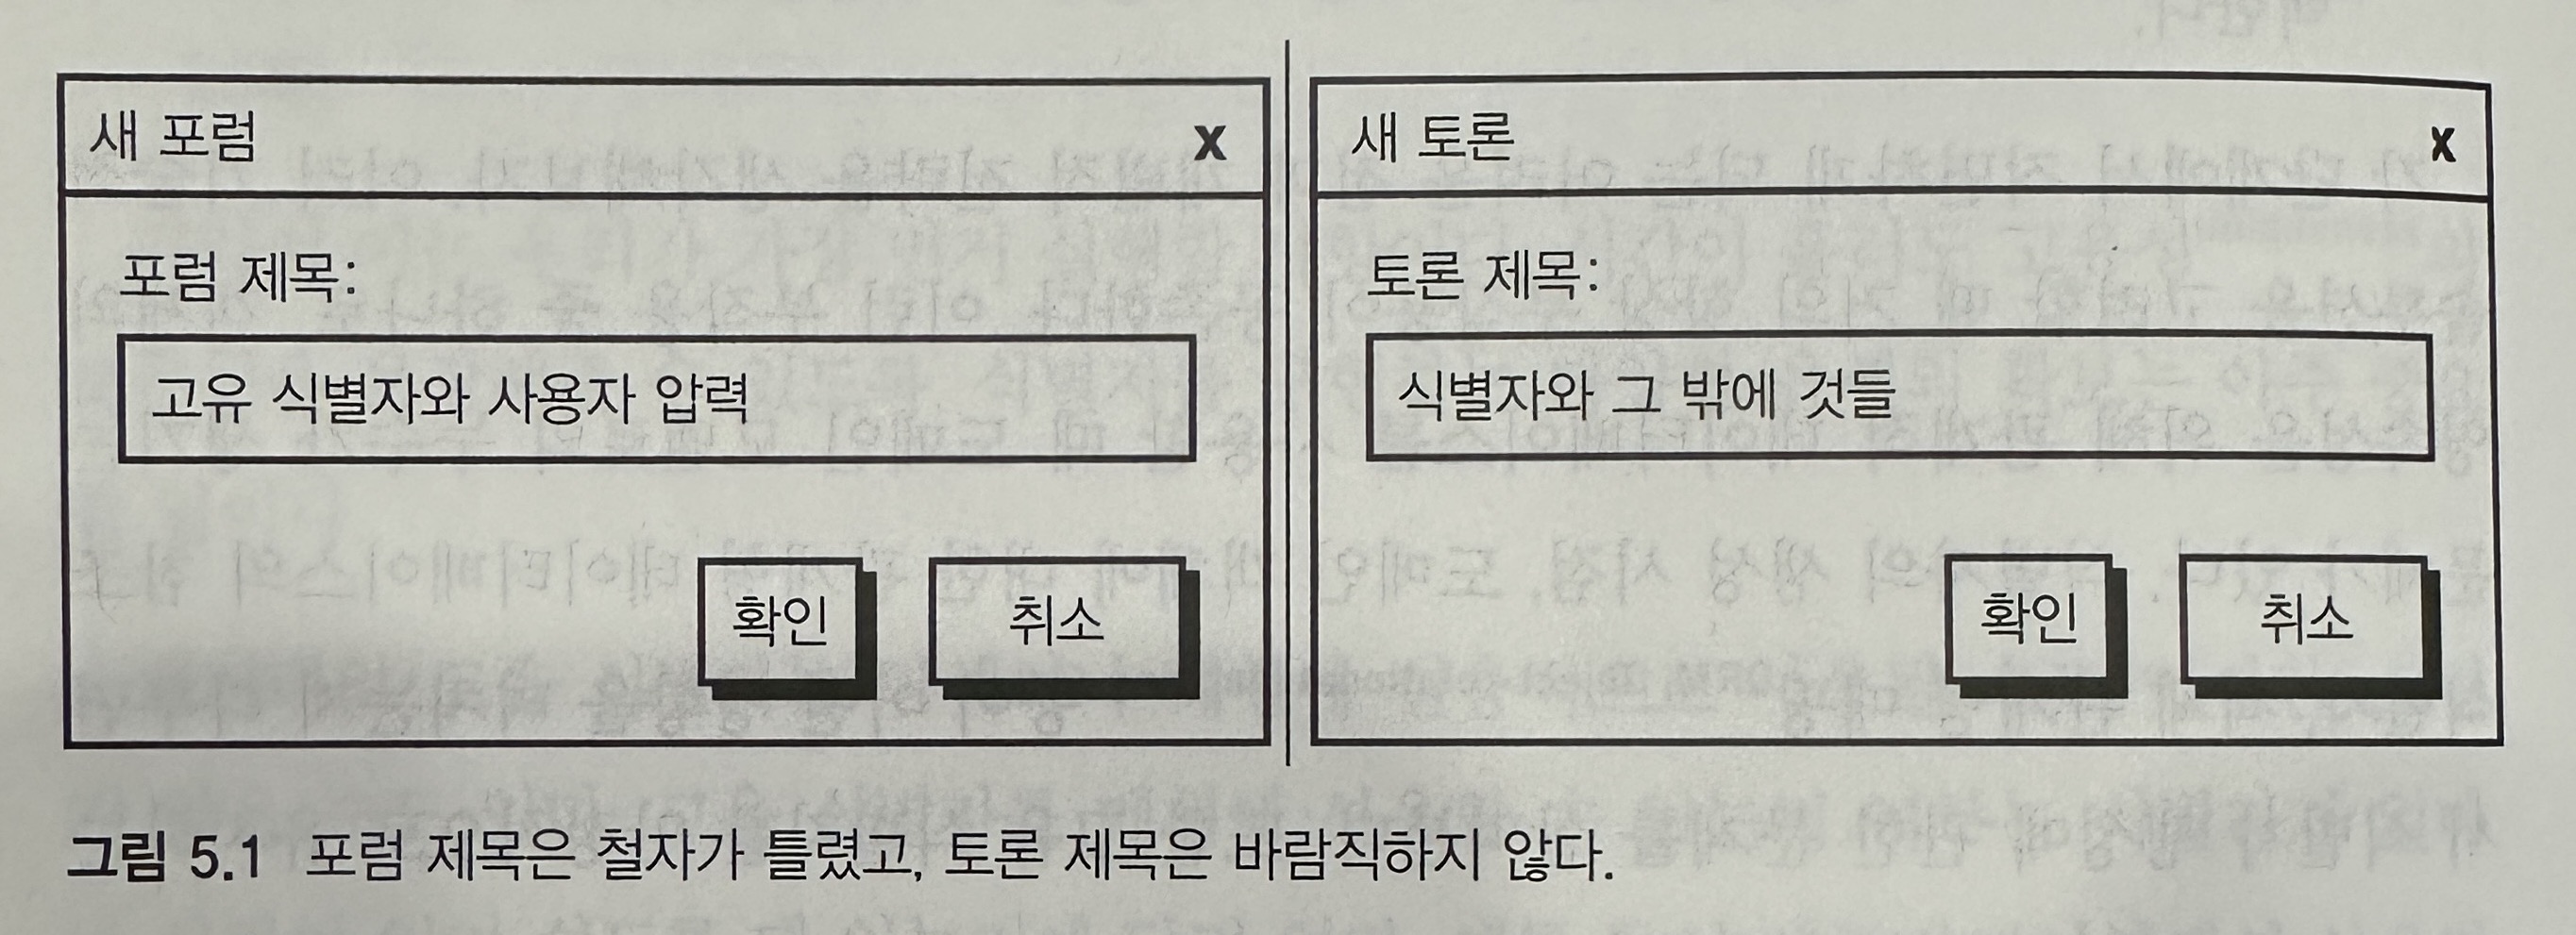 새 포럼 x
포럼 제목:
고유 식별자와 사용자 압력
확인 취소
새 토론 x
토론 제목:
식별자와 그 밖에 것들
확인 취소
그림 5.1 포럼 제목은 철자가 틀렸고, 토론 제목은 바람직하지 않다.